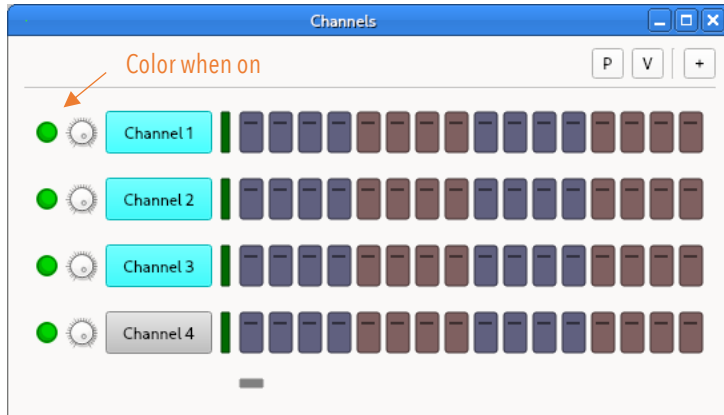 Channels
Color when on
P V +
Channel 1
Channel 2
Channel 3
Channel 4